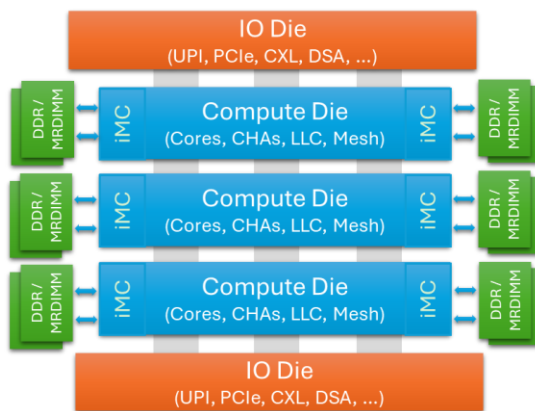 IO Die
(UPI, PCIe, CXL, DSA, ...)
DDR/
MRDIMM
iMC
Compute Die
(Cores, CHAs, LLC, Mesh)
iMC
DDR/
MRDIMM
DDR/
MRDIMM
iMC
Compute Die
(Cores, CHAs, LLC, Mesh)
iMC
DDR/
MRDIMM
DDR/
MRDIMM
iMC
Compute Die
(Cores, CHAs, LLC, Mesh)
iMC
DDR/
MRDIMM
IO Die
(UPI, PCIe, CXL, DSA, ...)